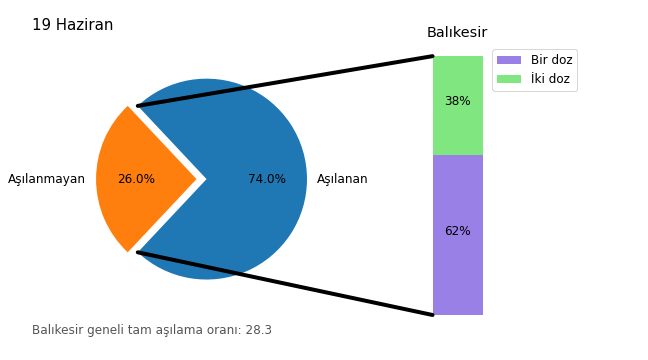 19 Haziran
Balıkesir
Bir doz
İki doz
38%
Aşılanmayan
26.0%
74.0%
Aşılanan
62%
Balıkesir geneli tam aşılama oranı: 28.3